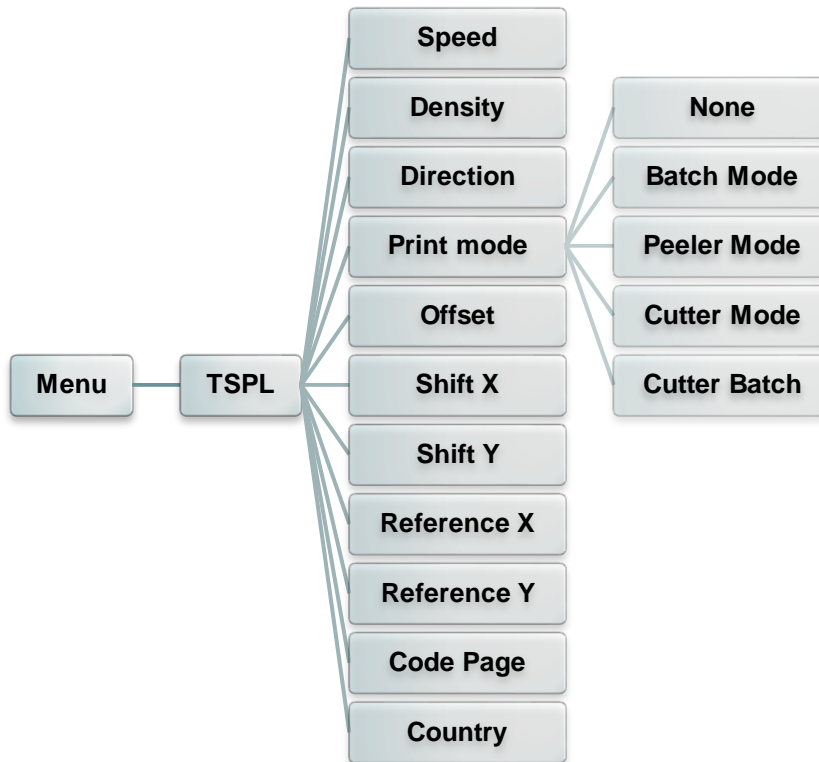 Menu
TSPL
Speed
Density
Direction
Print mode
Offset
Shift X
Shift Y
Reference X
Reference Y
Code Page
Country
None
Batch Mode
Peeler Mode
Cutter Mode
Cutter Batch